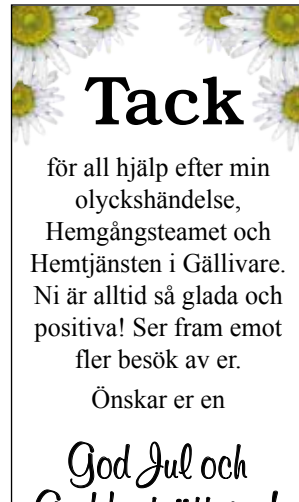 Tack
för all hjälp efter min
olyckshändelse,
Hemgångsteamet och
Hemtjänsten i Gällivare.
Ni är alltid så glada och
positiva! Ser fram emot
fler besök av er.
Önskar er en
God Jul och